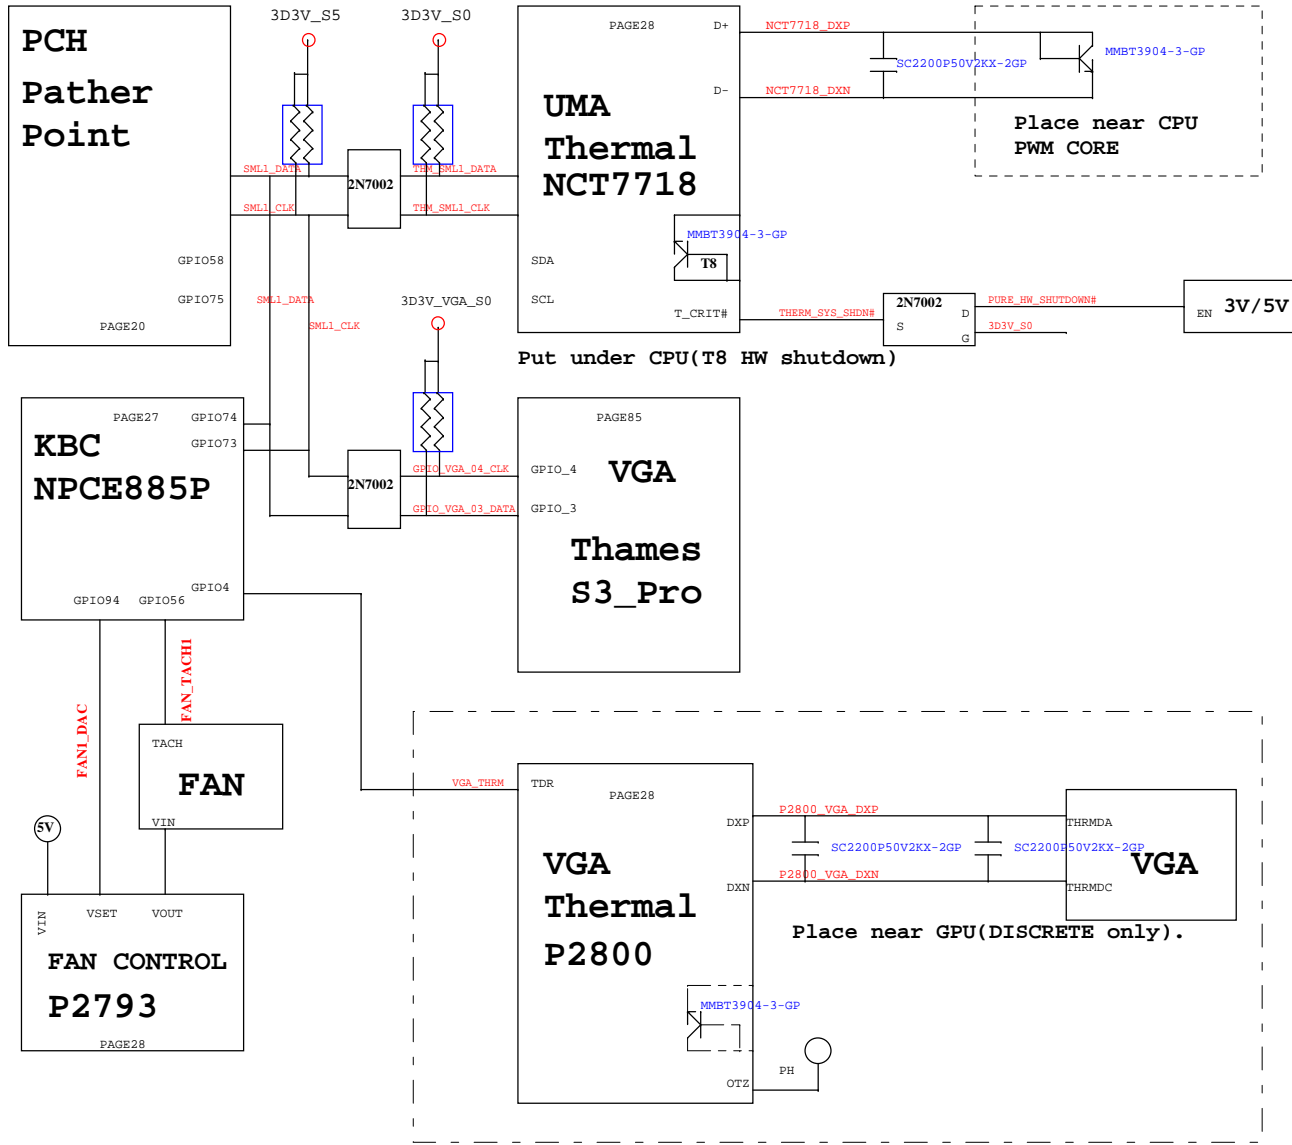 3D3V_S5
3D3V_S0
PCH
Pather
Point
SML1_DATA
SML1_CLK
GPIO58
GPIO75
PAGE20
2N7002
THM_SML1_DATA
THM_SML1_CLK
SML1_DATA
SML1_CLK
PAGE28
D+
D-
UMA
Thermal
NCT7718
MMBT3904-3-GP
T8
SDA
SCL
T_CRIT#
NCT7718_DXP
NCT7718_DXN
SC2200P50V2KX-2GP
MMBT3904-3-GP
Place near CPU
PWM CORE
THERM_SYS_SHDN#
2N7002
S
D
G
PURE_HW_SHUTDOWN#
3D3V_S0
EN
3V/5V
Put under CPU(T8 HW shutdown)
3D3V_VGA_S0
PAGE27
GPIO74
GPIO73
KBC
NPCE885P
GPIO94
GPIO56
GPIO4
2N7002
GPIO_VGA_04_CLK
GPIO_VGA_03_DATA
PAGE85
GPIO_4
GPIO_3
VGA
Thames
S3_Pro
FAN1_DAC
FAN_TACH1
TACH
FAN
VIN
5V
VIN
VSET
VOUT
FAN CONTROL
P2793
PAGE28
VGA_THRM
TDR
PAGE28
DXP
DXN
VGA
Thermal
P2800
MMBT3904-3-GP
OTZ
PH
P2800_VGA_DXP
P2800_VGA_DXN
SC2200P50V2KX-2GP
SC2200P50V2KX-2GP
THRMDA
THRMDC
VGA
Place near GPU(DISCRETE only).